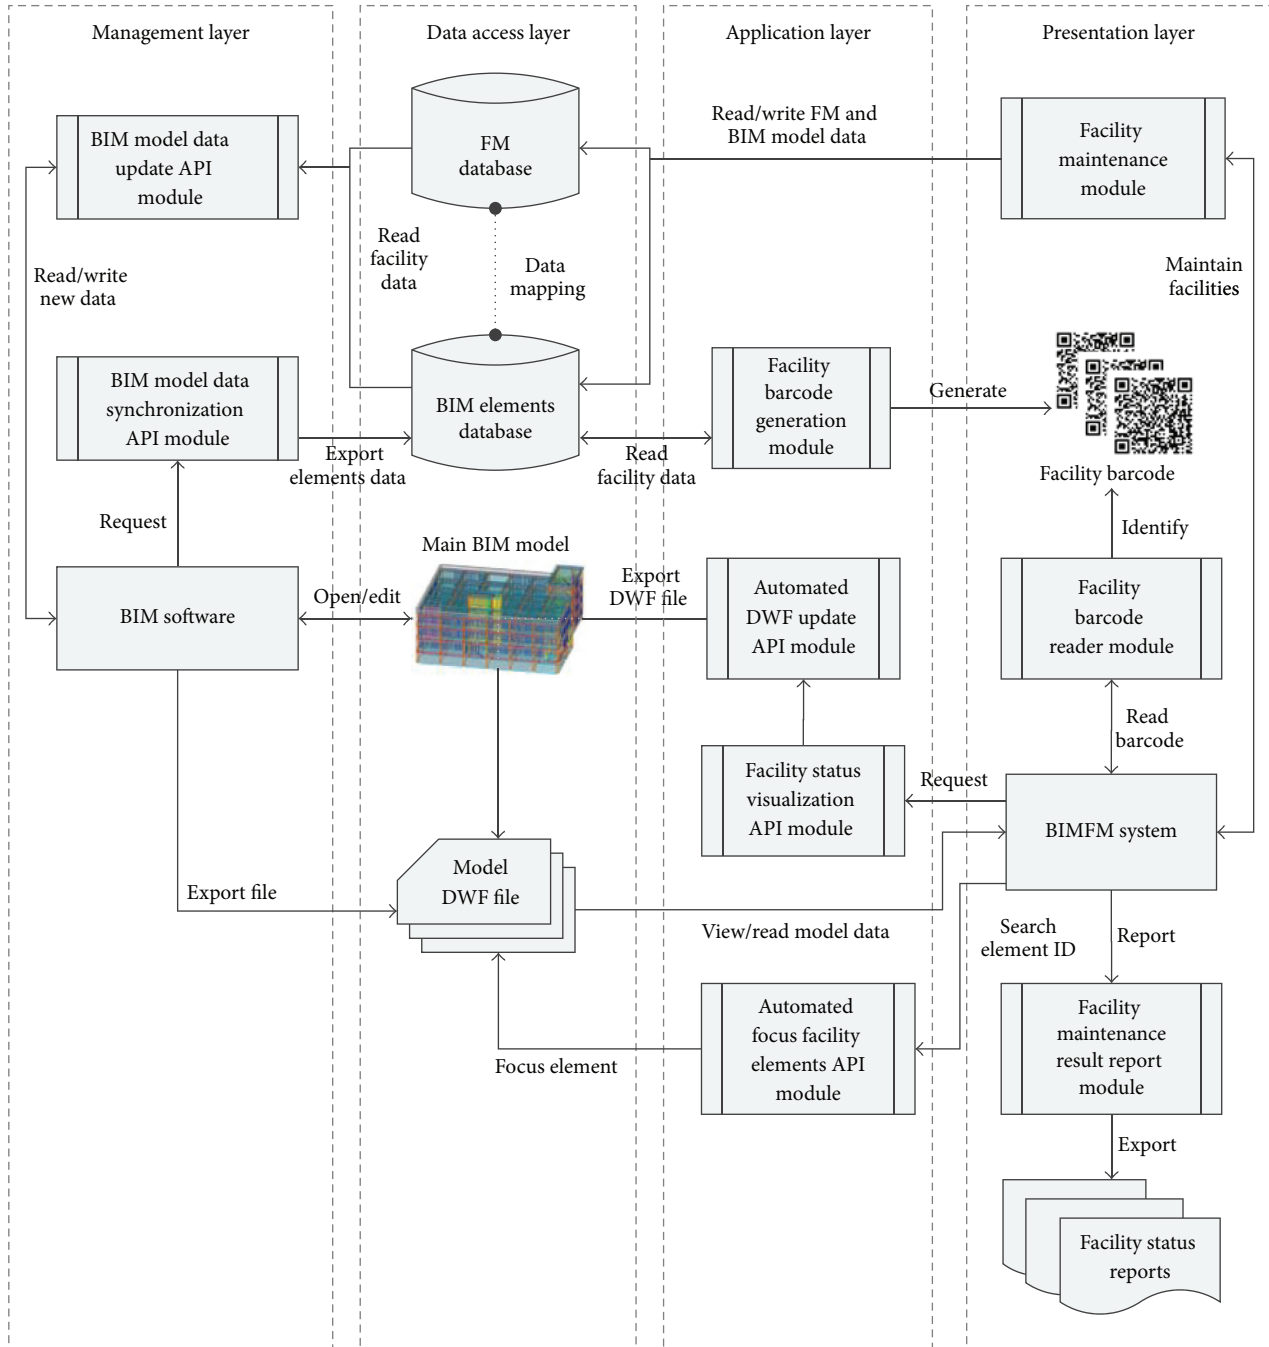 Management layer
Data access layer
Application layer
Presentation layer
BIM model data
update API
module
FM
database
Read/write FM and
BIM model data
Facility
maintenance
module
Read/write
new data
Read
facility
data
Data
mapping
Maintain
facilities
BIM model data
synchronization
API module
Export
elements data
BIM elements
database
Read
facility data
Facility
barcode
generation
module
Generate
Facility barcode
Request
Identify
BIM software
Open/edit
Main BIM model
Export
DWF file
Automated
DWF update
API module
Facility
barcode
reader module
Read
barcode
Facility status
visualization
API module
Request
BIMFM system
Export file
Model
DWF file
View/read model data
Search
element ID
Report
Focus element
Automated
focus facility
elements API
module
Facility
maintenance
result report
module
Export
Facility status
reports